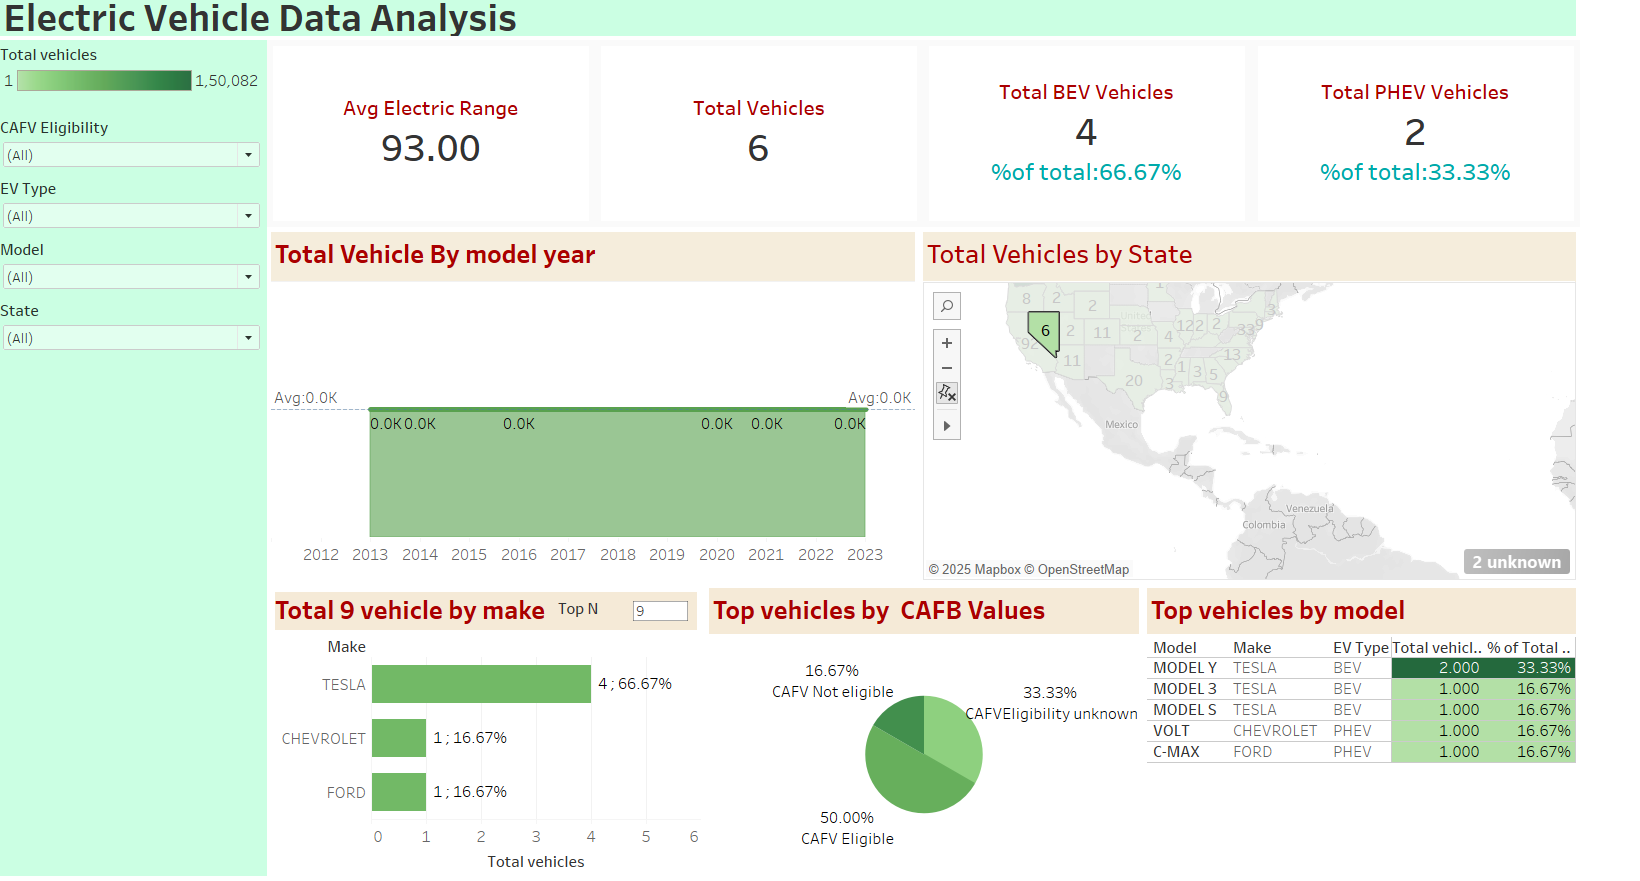 Electric Vehicle Data Analysis
Total vehicles
1 1,50,082
CAFV Eligibility
(All)
EV Type
(All)
Model
(All)
State
(All)
Avg Electric Range
93.00
Total Vehicles
6
Total BEV Vehicles
4
%of total:66.67%
Total PHEV Vehicles
2
%of total:33.33%
Total Vehicle By model year
Avg:0.0K Avg:0.0K
0.0K 0.0K 0.0K 0.0K 0.0K 0.0K
2012 2013 2014 2015 2016 2017 2018 2019 2020 2021 2022 2023
Total Vehicles by State
1
8 2 2 3
United States
6 2 11 2 4 122 2 339
92 11 2 1 3 5 13
20 3 9
Mexico
Venezuela
Colombia
© 2025 Mapbox © OpenStreetMap
2 unknown
Total 9 vehicle by make Top N 9
Make
TESLA 4 ; 66.67%
CHEVROLET 1 ; 16.67%
FORD 1 ; 16.67%
0 1 2 3 4 5 6
Total vehicles
Top vehicles by CAFB Values
16.67%
CAFV Not eligible
33.33%
CAFVEligibility unknown
50.00%
CAFV Eligible
Top vehicles by model
Model Make EV Type Total vehicl.. % of Total ..
MODEL Y TESLA BEV 2.000 33.33%
MODEL 3 TESLA BEV 1.000 16.67%
MODEL S TESLA BEV 1.000 16.67%
VOLT CHEVROLET PHEV 1.000 16.67%
C-MAX FORD PHEV 1.000 16.67%